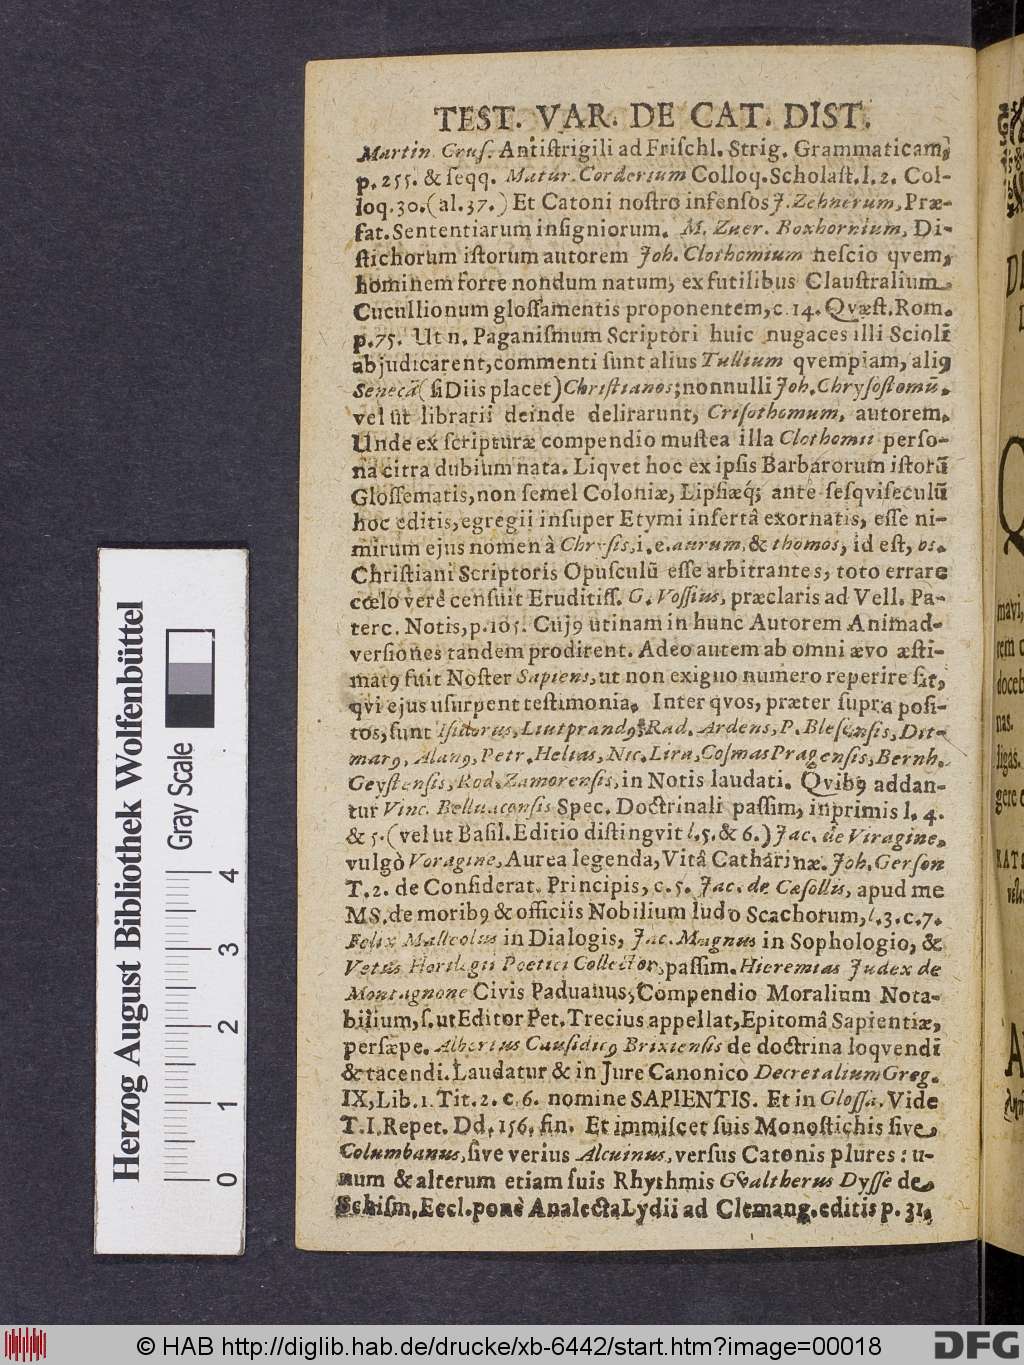 TEST. VAR. DE CAT. DIST.
Martin. Cruſ. Antiſtrigili ad Friſchl. Strig. Grammaticam,
p. 255. & ſeqq. Matur. Corderium Colloq. Scholaſt. l. 2. Col-
loq. 30. (al. 37.) Et Catoni noſtro infenſos J. Zehnerum, Præ-
fat. Sententiarum inſigniorum. M. Zuer. Boxhornium, Di-
ſtichorum iſtorum autorem Joh. Clothomium neſcio qvem,
hominem forte nondum natum, ex futilibus Clauſtralium
Cucullionum gloſſamentis proponentem, c. 14. Qvæſt. Rom.
p. 75. Ut n. Paganiſmum Scriptori huic nugaces illi Scioli
abjudicarent, commenti ſunt alius Tullium qvempiam, aliꝰ
Senecã (ſi Diis placet) Chriſtianos; nonnulli Joh. Chryſoſtomũ,
vel ut librarii deinde delirarunt, Criſothomum, autorem.
Unde ex ſcripturæ compendio muſtea illa Clothomii perſo-
na citra dubium nata. Liqvet hoc ex ipſis Barbarorum iſtorũ
Gloſſematis, non ſemel Coloniæ, Lipſiæq́; ante ſeſqviſeculũ
hoc editis, egregii inſuper Etymi inſertâ exornatis, eſſe ni-
mirum ejus nomen à Chryſis, i. e. aurum, & thomos, id eſt, os.
Chriſtiani Scriptoris Opuſculũ eſſe arbitrantes, toto errare
cœlo verè cenſuit Eruditiſſ. G. Voſſius, præclaris ad Vell. Pa-
terc. Notis, p. 105. Cujꝰ utinam in hunc Autorem Animad-
verſiones tandem prodirent. Adeo autem ab omni ævo æſti-
matꝰ fuit Noſter Sapiens, ut non exiguo numero reperire ſit,
qvi ejus uſurpent teſtimonia. Inter qvos, præter ſupra poſi-
tos, ſunt Iſidorus, Liutprandꝰ, Rad. Ardens, P. Bleſenſis, Dit-
marꝰ, Alanꝰ, Petr. Helias, Nic. Lira, Coſmas Pragenſis, Bernh.
Geyſtenſis, Rod. Zamorenſis, in Notis laudati. Qvibꝰ addan-
tur Vinc. Belluacenſis Spec. Doctrinali paſſim, inprimis l. 4.
& 5. (vel ut Baſil. Editio diſtingvit l. 5. & 6.) Jac. de Viragine,
vulgò Voragine, Aurea legenda, Vitâ Catharinæ. Joh. Gerſon
T. 2. de Conſiderat. Principis, c. 5. Jac. de Cæſollis, apud me
MS. de moribꝰ & officiis Nobilium ludo Scachorum, l. 3. c. 7.
Felix Malleolus in Dialogis, Jac. Magnus in Sophologio, &
Vetus Horilegii Poetici Collector, paſſim. Hieremias Judex de
Montagnone Civis Paduanus, Compendio Moralium Nota-
bilium, ſ. ut Editor Pet. Trecius appellat, Epitomâ Sapientiæ,
perſæpe. Albertus Cauſidicꝰ Brixienſis de doctrina loqvendi
& tacendi. Laudatur & in Jure Canonico Decretalium Greg.
IX, Lib. 1. Tit. 2. c. 6. nomine SAPIENTIS. Et in Gloſſa. Vide
T. I. Repet. Dd. 156. fin. Et immiſcet ſuis Monoſtichis ſive
Columbanus, ſive verius Alcuinus, verſus Catonis plures: u-
num & alterum etiam ſuis Rhythmis Gvaltherus Dyſſe de
Schiſm. Eccl. ponè Analecta Lydii ad Clemang. editis p. 31.
Herzog August Bibliothek Wolfenbüttel
Gray Scale
0 1 2 3 4
© HAB http://diglib.hab.de/drucke/xb-6442/start.htm?image=00018
DFG